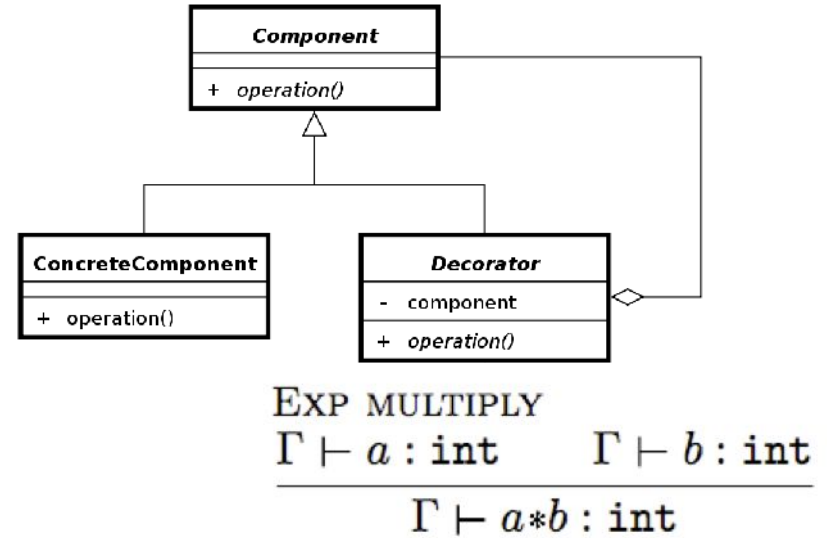 Component
+ operation()
ConcreteComponent
+ operation()
Decorator
- component
+ operation()
EXP MULTIPLY
Γ ⊢ a : int Γ ⊢ b : int
Γ ⊢ a*b : int